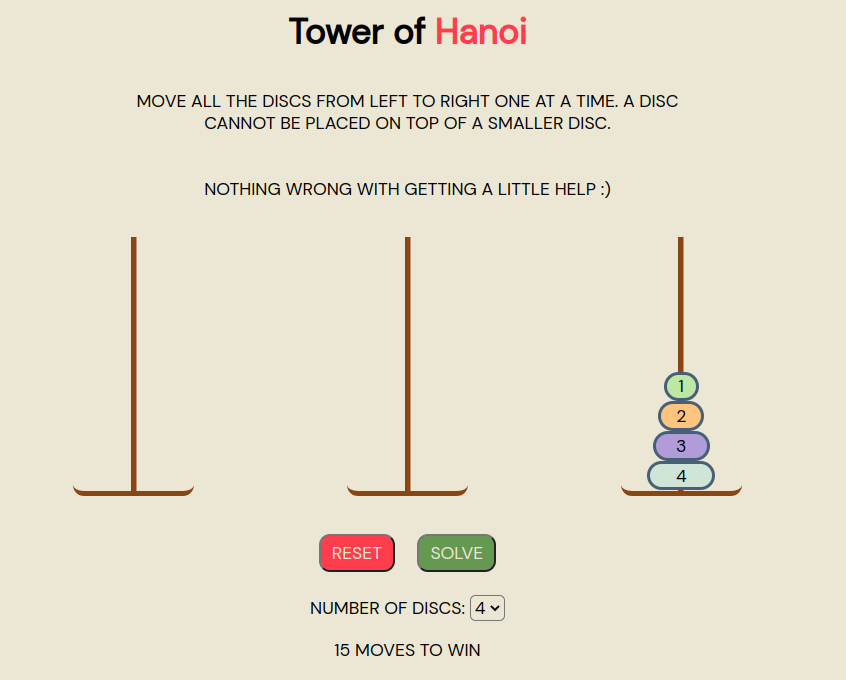 Tower of Hanoi
MOVE ALL THE DISCS FROM LEFT TO RIGHT ONE AT A TIME. A DISC
CANNOT BE PLACED ON TOP OF A SMALLER DISC.
NOTHING WRONG WITH GETTING A LITTLE HELP :)
1
2
3
4
RESET SOLVE
NUMBER OF DISCS: 4
15 MOVES TO WIN